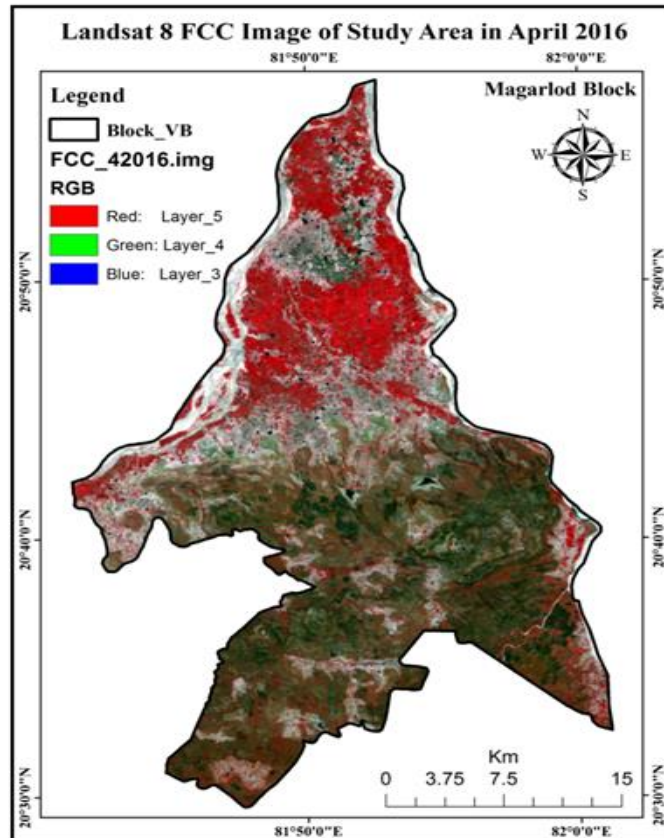 Landsat 8 FCC Image of Study Area in April 2016
81°50'0"E
82°0'0"E
Legend
Block_VB
FCC_42016.img
RGB
Red: Layer_5
Green: Layer_4
Blue: Layer_3
Magarlod Block
N
W
E
S
20°50'0"N
20°50'0"N
20°40'0"N
20°40'0"N
20°30'0"N
20°30'0"N
Km
0 3.75 7.5 15
81°50'0"E
82°0'0"E